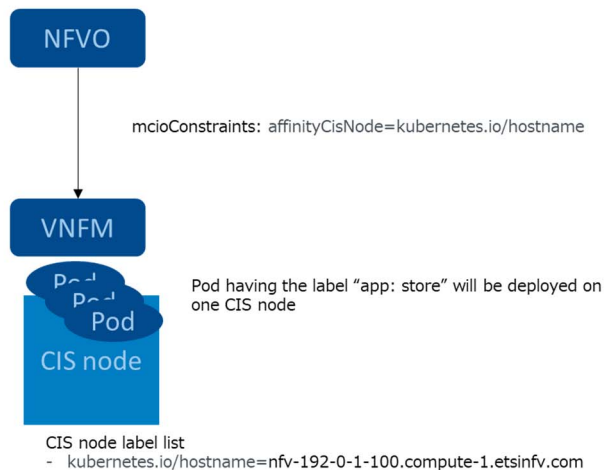 NFVO
mcioConstraints: affinityCisNode=kubernetes.io/hostname
VNFM
Pod
Pod
Pod
Pod having the label “app: store” will be deployed on
one CIS node
CIS node
CIS node label list
- kubernetes.io/hostname=nfv-192-0-1-100.compute-1.etsinfv.com